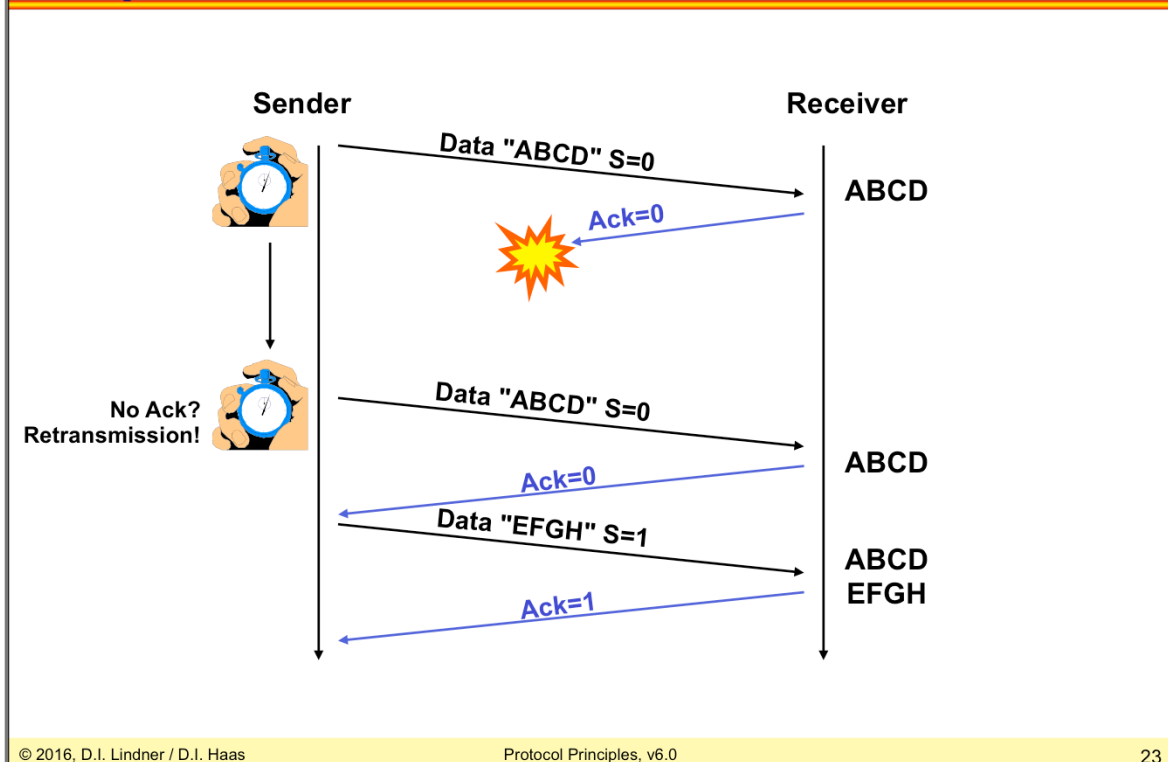 Sender
Receiver
Data "ABCD" S=0
ABCD
Ack=0
No Ack?
Retransmission!
Data "ABCD" S=0
ABCD
Ack=0
Data "EFGH" S=1
ABCD
EFGH
Ack=1
© 2016, D.I. Lindner / D.I. Haas
Protocol Principles, v6.0
23